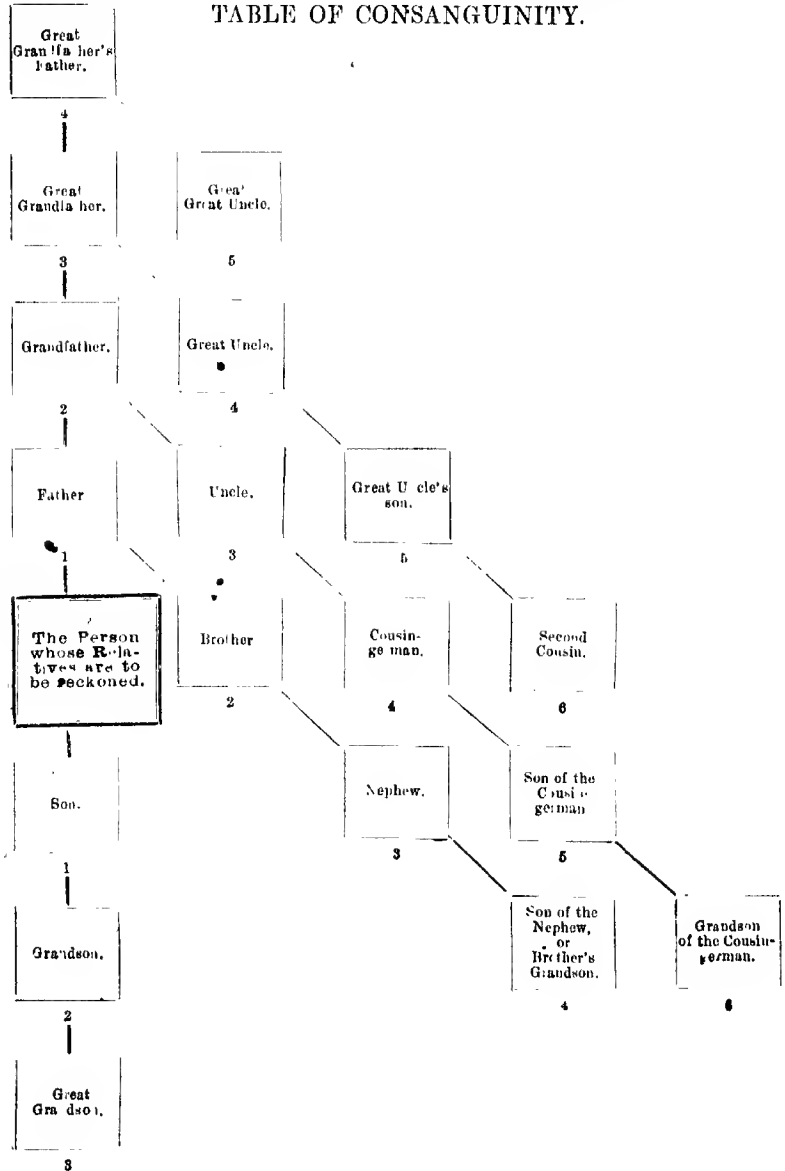 TABLE OF CONSANGUINITY.
Great
Grandfather's
Father.
4
Great
Grandfather.
3
Great
Great Uncle.
5
Grandfather.
2
Great Uncle.
4
Father
1
Uncle.
3
Great Uncle's
son.
5
The Person
whose Rela-
tives are to
be reckoned.
Brother
2
Cousin-
german.
4
Second
Cousin.
6
Son.
1
Nephew.
3
Son of the
Cousin-
german
5
Grandson.
2
Son of the
Nephew,
or
Brother's
Grandson.
4
Grandson
of the Cousin-
german.
6
Great
Grandson.
3